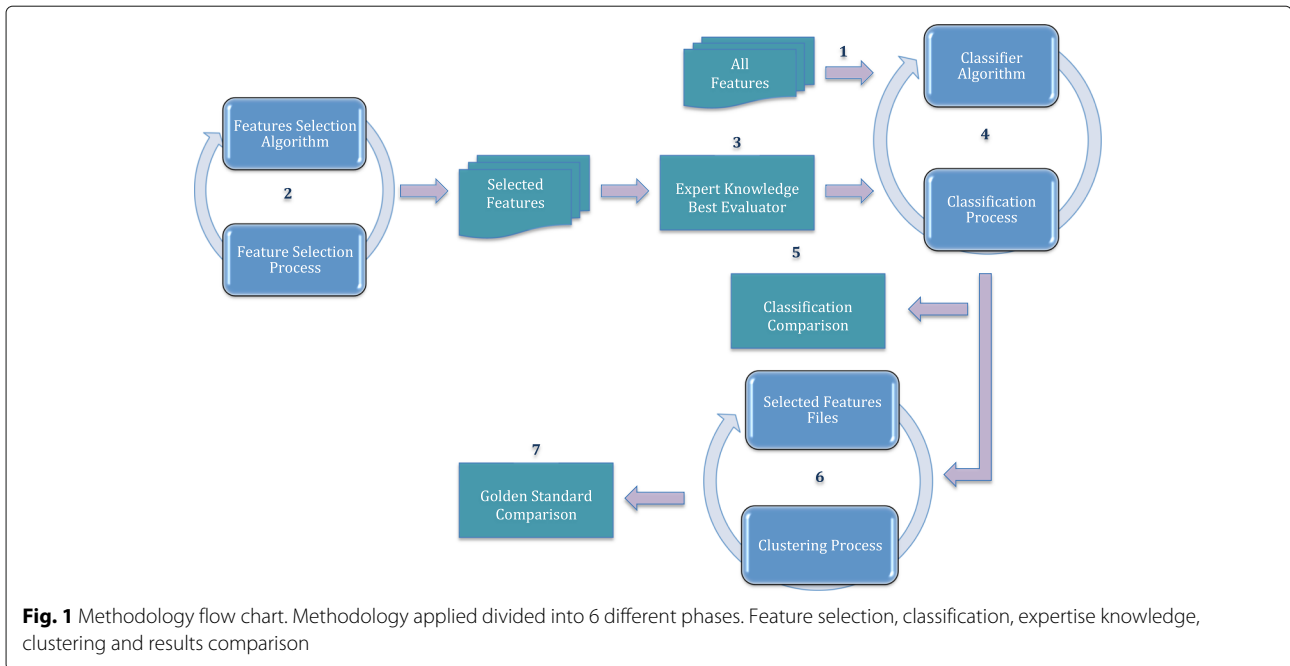 All
Features
1
Classifier
Algorithm
Features Selection
Algorithm
2
Feature Selection
Process
Selected
Features
3
Expert Knowledge
Best Evaluator
4
Classification
Process
5
Classification
Comparison
Selected Features
Files
6
Clustering Process
7
Golden Standard
Comparison
Fig. 1 Methodology flow chart. Methodology applied divided into 6 different phases. Feature selection, classification, expertise knowledge,
clustering and results comparison